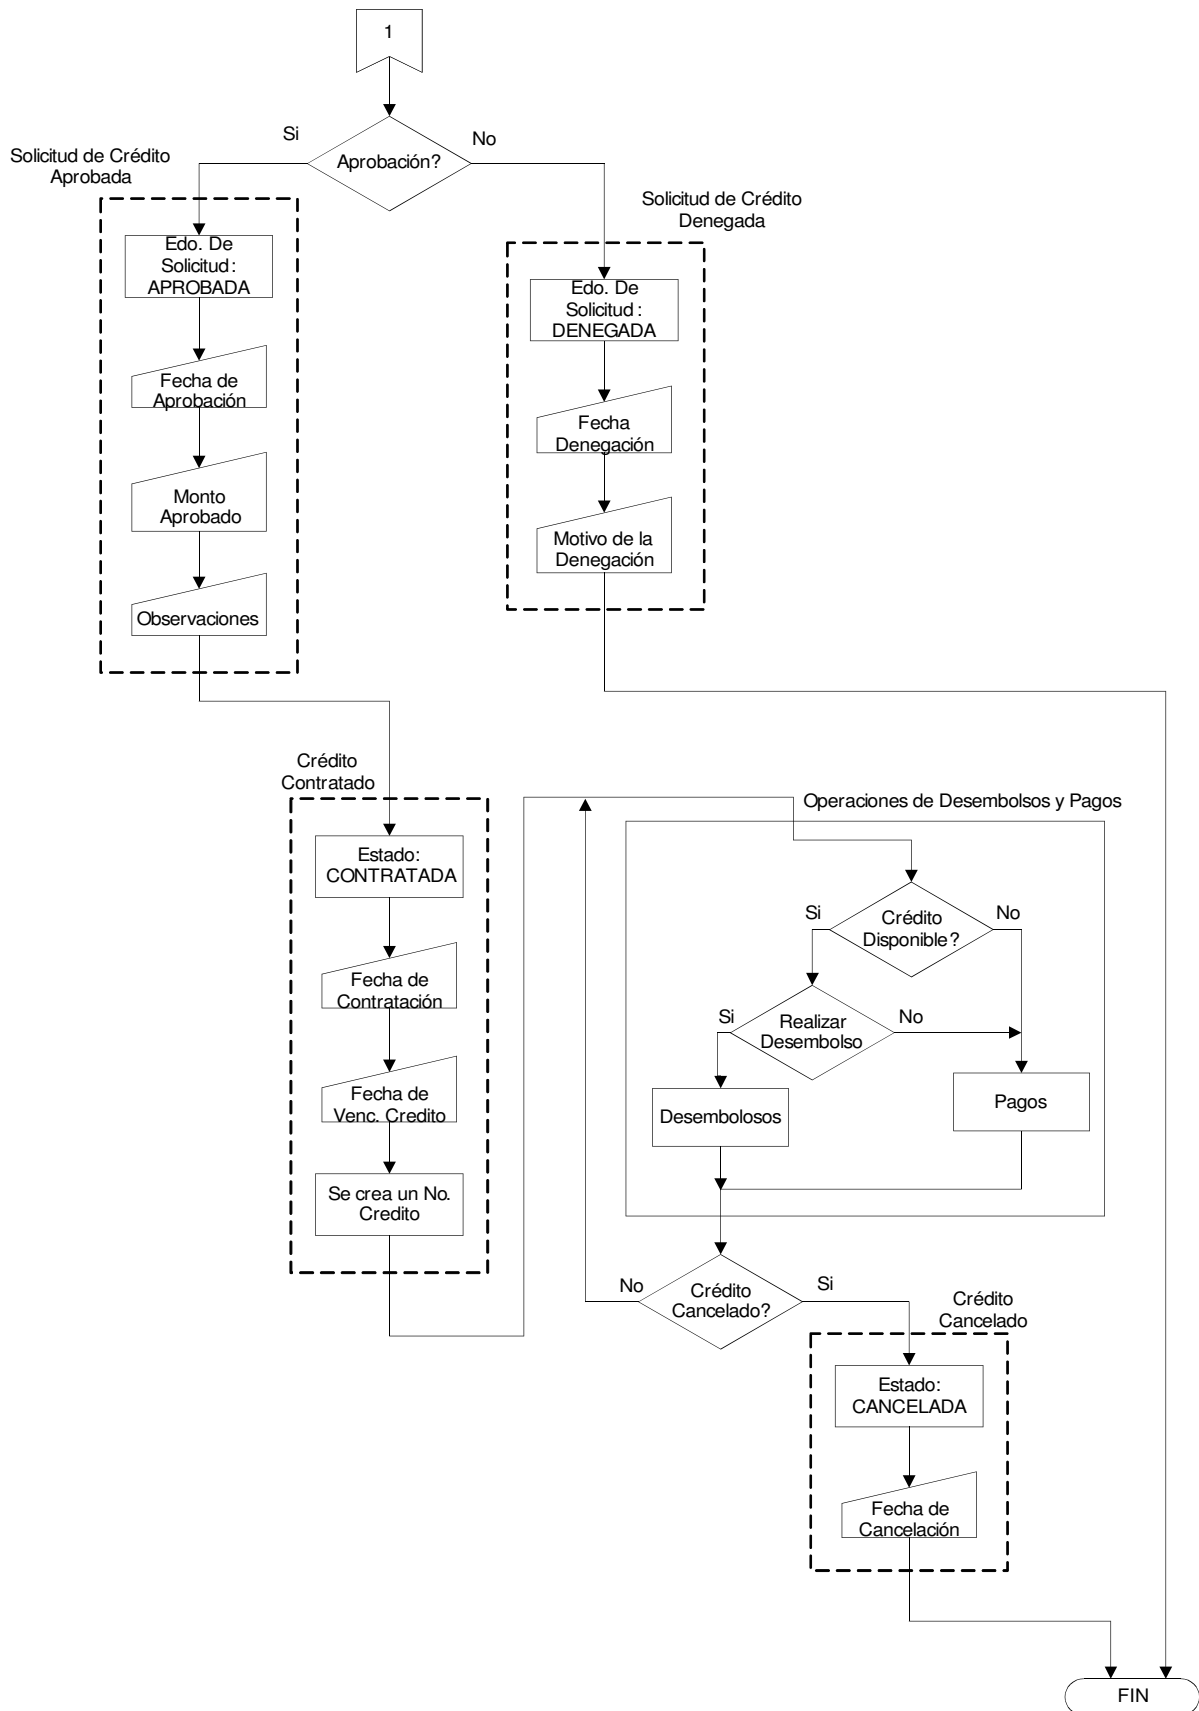 1
Si
No
Aprobación?
Solicitud de Crédito
Aprobada
Edo. De
Solicitud:
APROBADA
Fecha de
Aprobación
Monto
Aprobado
Observaciones
Solicitud de Crédito
Denegada
Edo. De
Solicitud:
DENEGADA
Fecha
Denegación
Motivo de la
Denegación
Crédito
Contratado
Estado:
CONTRATADA
Fecha de
Contratación
Fecha de
Venc. Credito
Se crea un No.
Credito
Operaciones de Desembolsos y Pagos
Si
Crédito
Disponible?
No
Si
Realizar
Desembolso
No
Desembolosos
Pagos
No
Crédito
Cancelado?
Si
Crédito
Cancelado
Estado:
CANCELADA
Fecha de
Cancelación
FIN